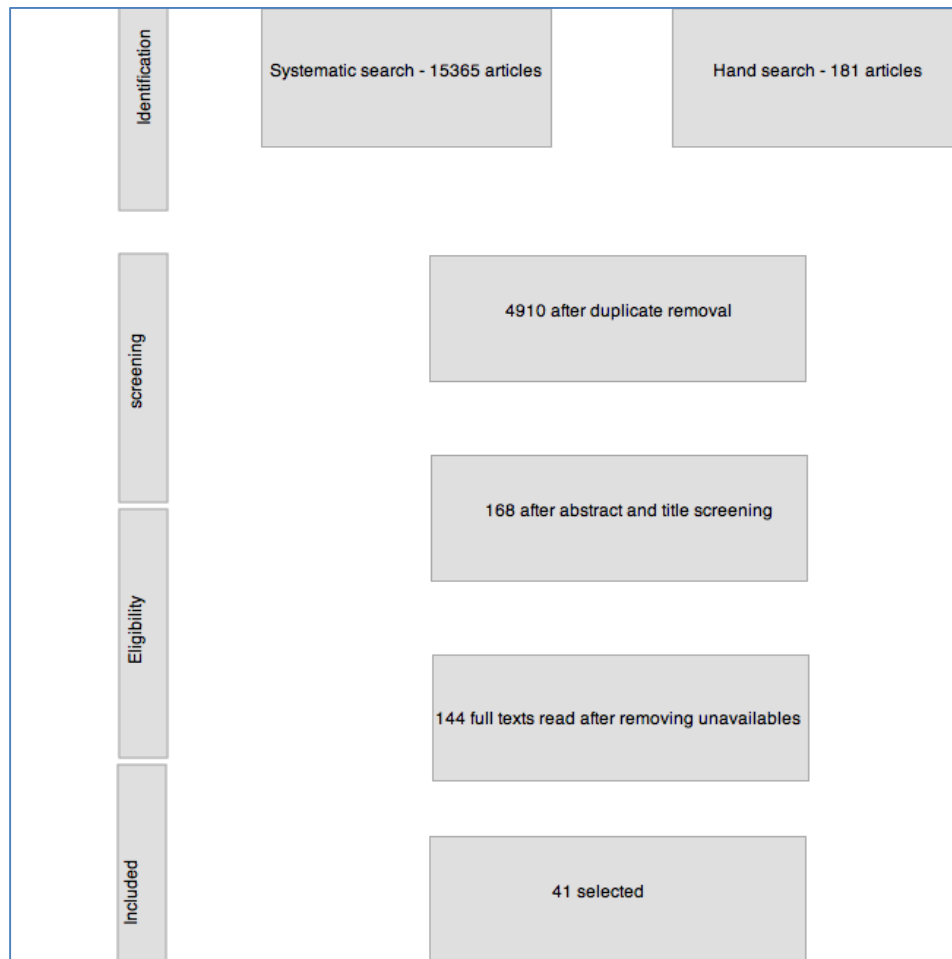 Identification
Systematic search - 15365 articles
Hand search - 181 articles
screening
4910 after duplicate removal
168 after abstract and title screening
Eligibility
144 full texts read after removing unavailables
Included
41 selected